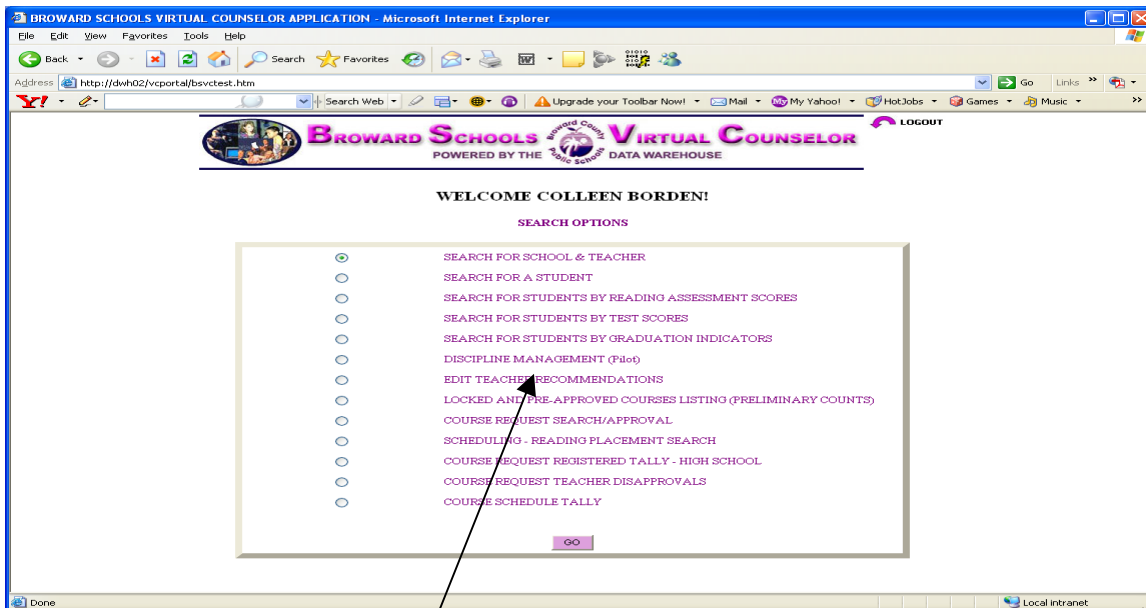 BROWARD SCHOOLS VIRTUAL COUNSELOR APPLICATION - Microsoft Internet Explorer
File Edit View Favorites Tools Help
Back Search Favorites
Address http://dwh02/vcportal/bsvctest.htm Go Links »
Y! Search Web Upgrade your Toolbar Now! Mail My Yahoo! HotJobs Games Music »
BROWARD SCHOOLS Broward County Public Schools VIRTUAL COUNSELOR LOGOUT
POWERED BY THE DATA WAREHOUSE
WELCOME COLLEEN BORDEN!
SEARCH OPTIONS
SEARCH FOR SCHOOL & TEACHER
SEARCH FOR A STUDENT
SEARCH FOR STUDENTS BY READING ASSESSMENT SCORES
SEARCH FOR STUDENTS BY TEST SCORES
SEARCH FOR STUDENTS BY GRADUATION INDICATORS
DISCIPLINE MANAGEMENT (Pilot)
EDIT TEACHER RECOMMENDATIONS
LOCKED AND PRE-APPROVED COURSES LISTING (PRELIMINARY COUNTS)
COURSE REQUEST SEARCH/APPROVAL
SCHEDULING - READING PLACEMENT SEARCH
COURSE REQUEST REGISTERED TALLY - HIGH SCHOOL
COURSE REQUEST TEACHER DISAPPROVALS
COURSE SCHEDULE TALLY
GO
Done Local intranet